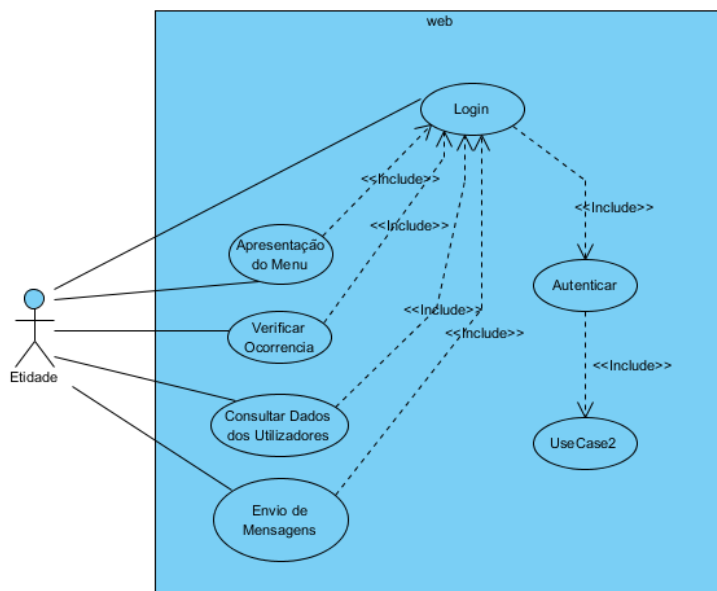 web
Login
<<Include>>
Apresentação
do Menu
<<Include>>
<<Include>>
Autenticar
Etidade
Verificar
Ocorrencia
<<Include>>
<<Include>>
<<Include>>
Consultar Dados
dos Utilizadores
UseCase2
Envio de
Mensagens